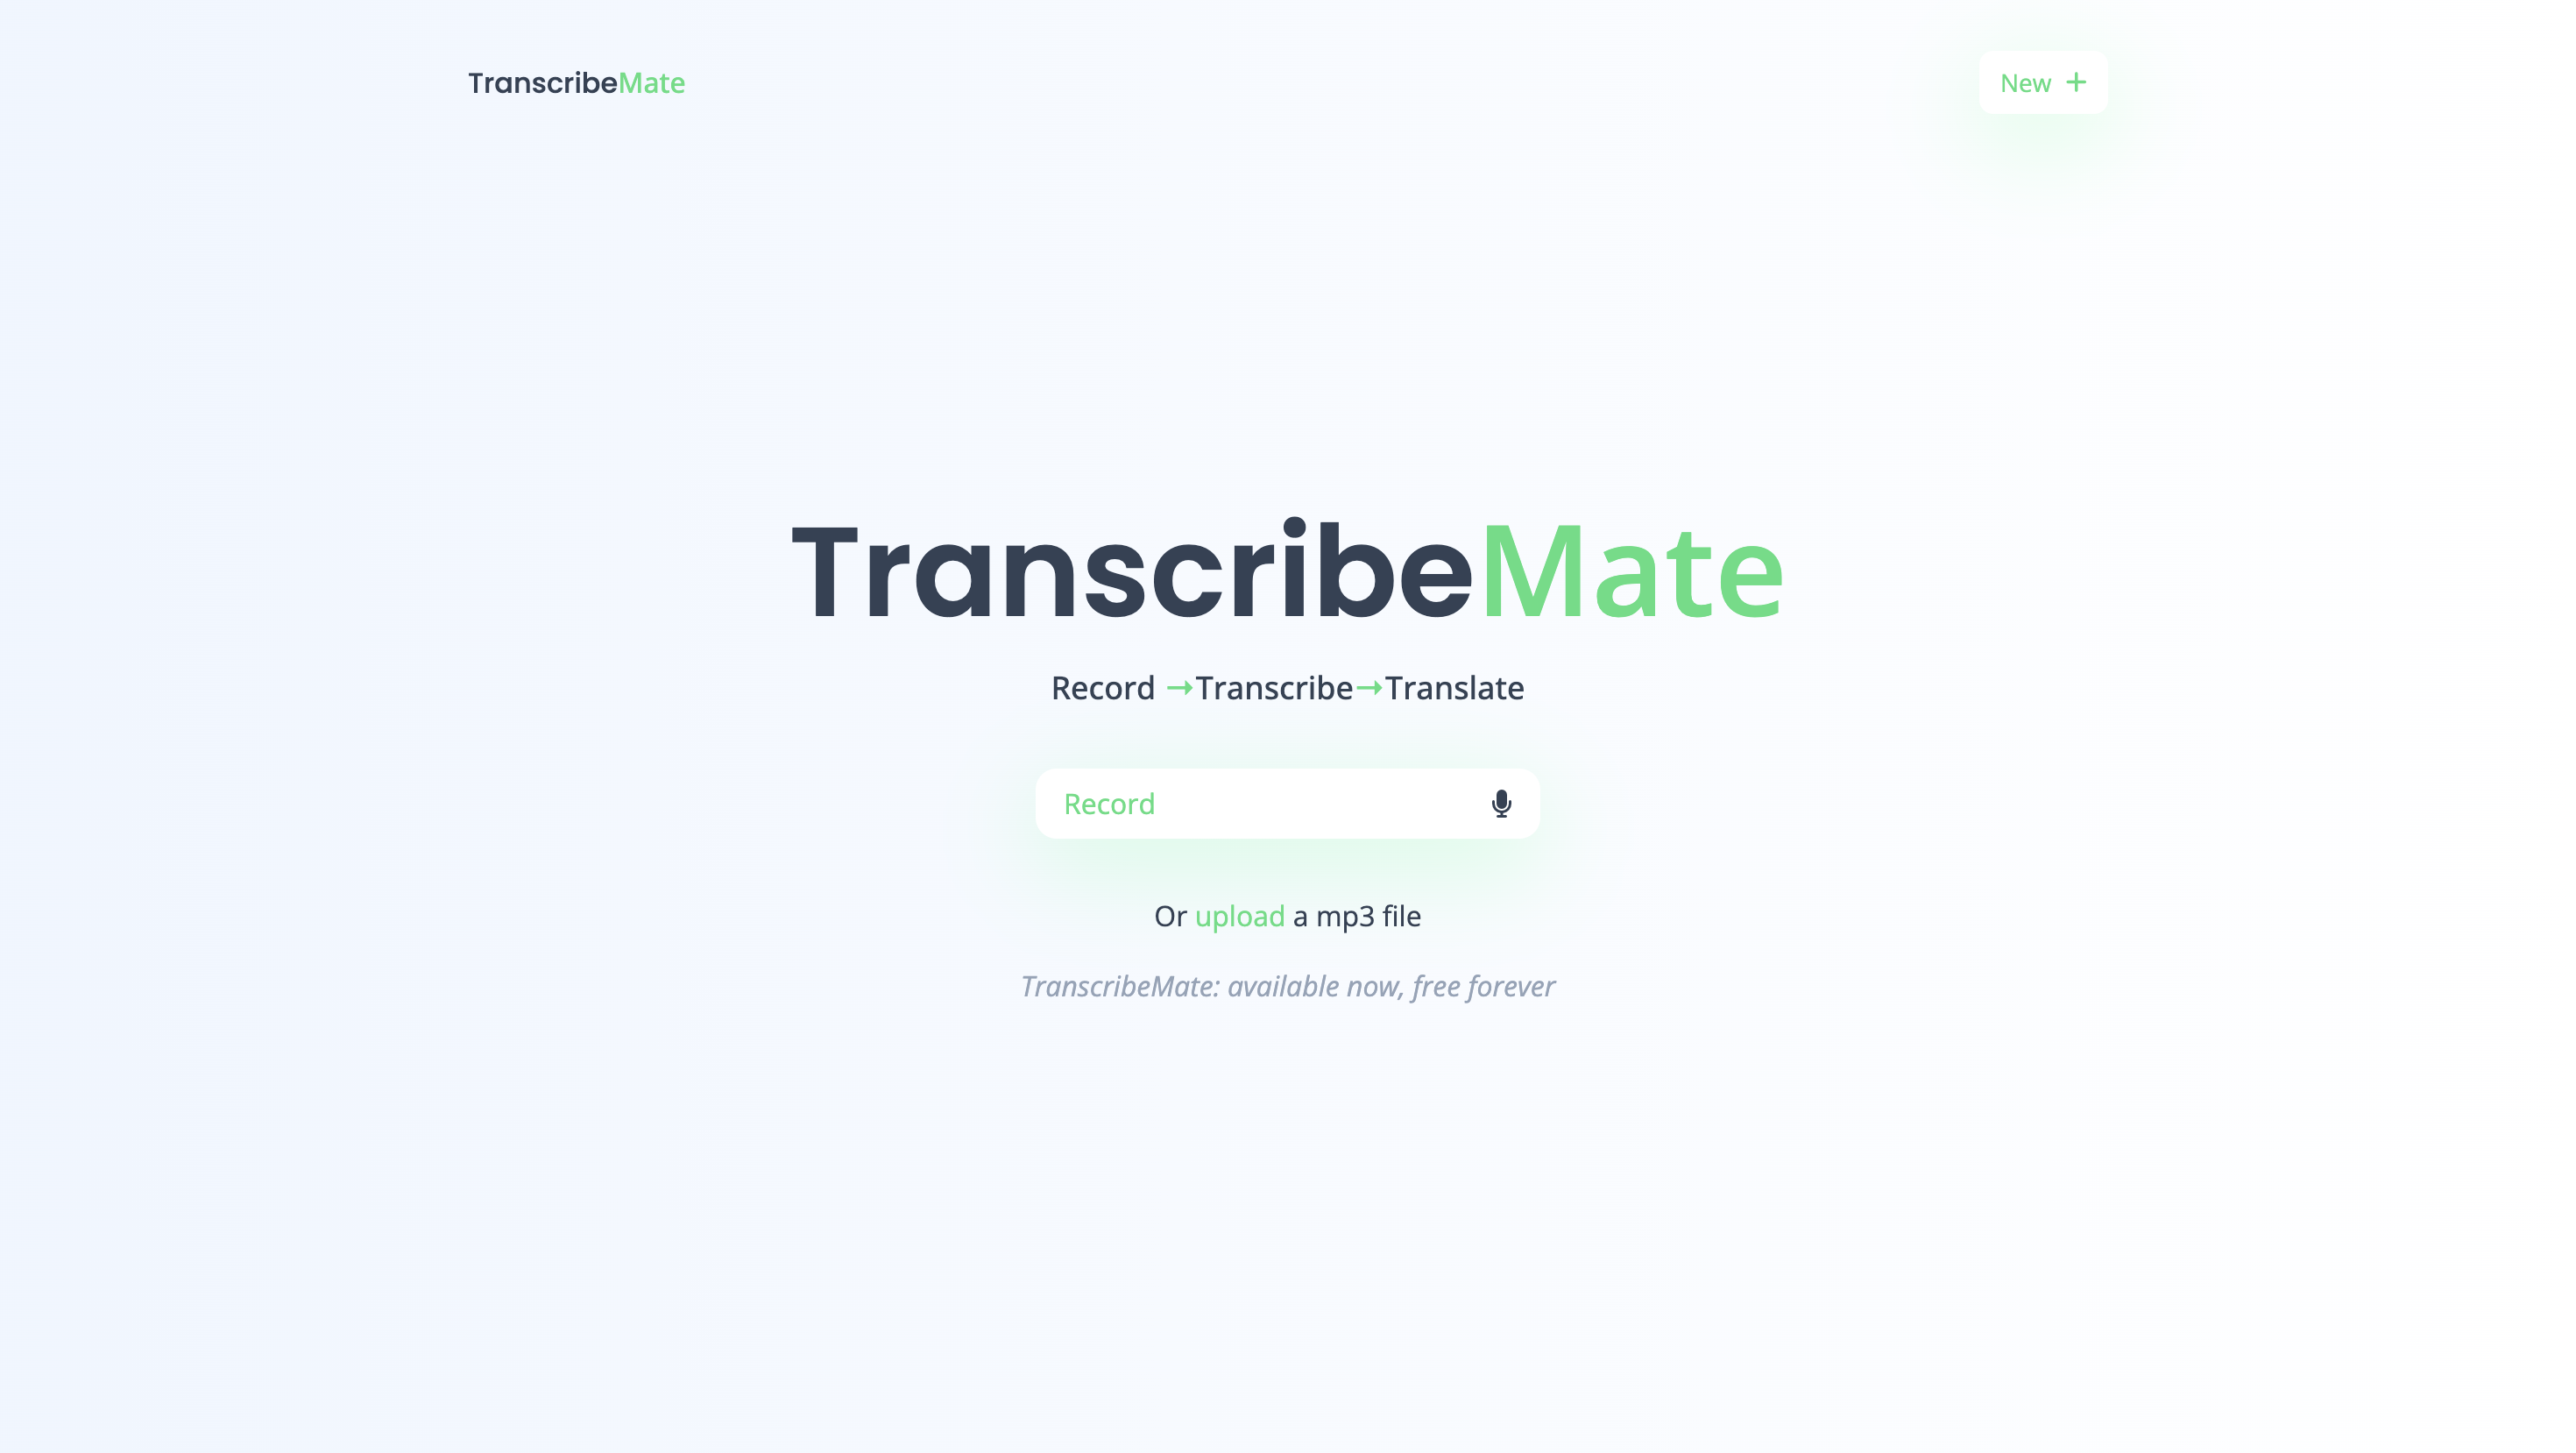 TranscribeMate
New +
TranscribeMate
Record →Transcribe→Translate
Record
Or upload a mp3 file
TranscribeMate: available now, free forever